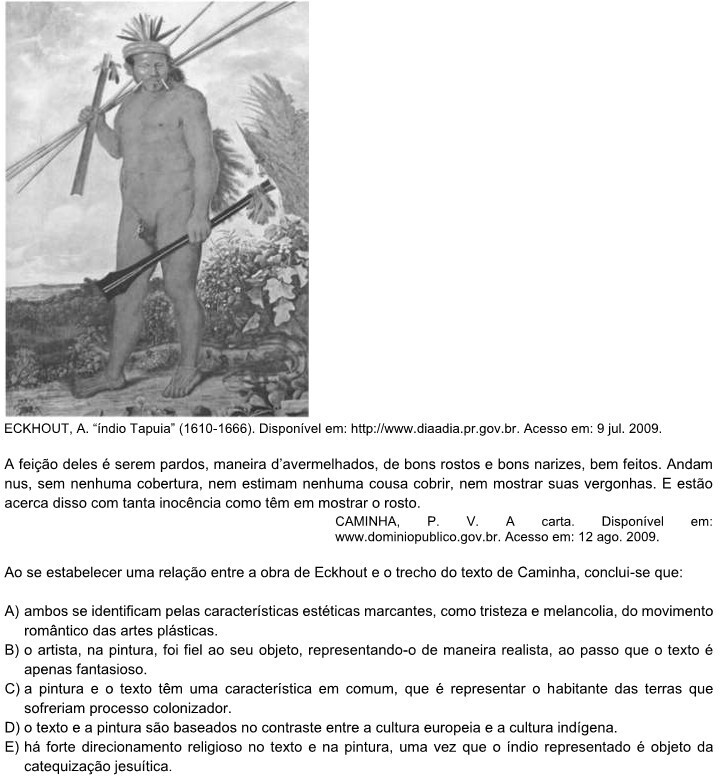 ECKHOUT, A. “índio Tapuia” (1610-1666). Disponível em: http://www.diaadia.pr.gov.br. Acesso em: 9 jul. 2009.
A feição deles é serem pardos, maneira d’avermelhados, de bons rostos e bons narizes, bem feitos. Andam
nus, sem nenhuma cobertura, nem estimam nenhuma cousa cobrir, nem mostrar suas vergonhas. E estão
acerca disso com tanta inocência como têm em mostrar o rosto.
CAMINHA, P. V. A carta. Disponível em:
www.dominiopublico.gov.br. Acesso em: 12 ago. 2009.
Ao se estabelecer uma relação entre a obra de Eckhout e o trecho do texto de Caminha, conclui-se que:
A) ambos se identificam pelas características estéticas marcantes, como tristeza e melancolia, do movimento
romântico das artes plásticas.
B) o artista, na pintura, foi fiel ao seu objeto, representando-o de maneira realista, ao passo que o texto é
apenas fantasioso.
C) a pintura e o texto têm uma característica em comum, que é representar o habitante das terras que
sofreriam processo colonizador.
D) o texto e a pintura são baseados no contraste entre a cultura europeia e a cultura indígena.
E) há forte direcionamento religioso no texto e na pintura, uma vez que o índio representado é objeto da
catequização jesuítica.